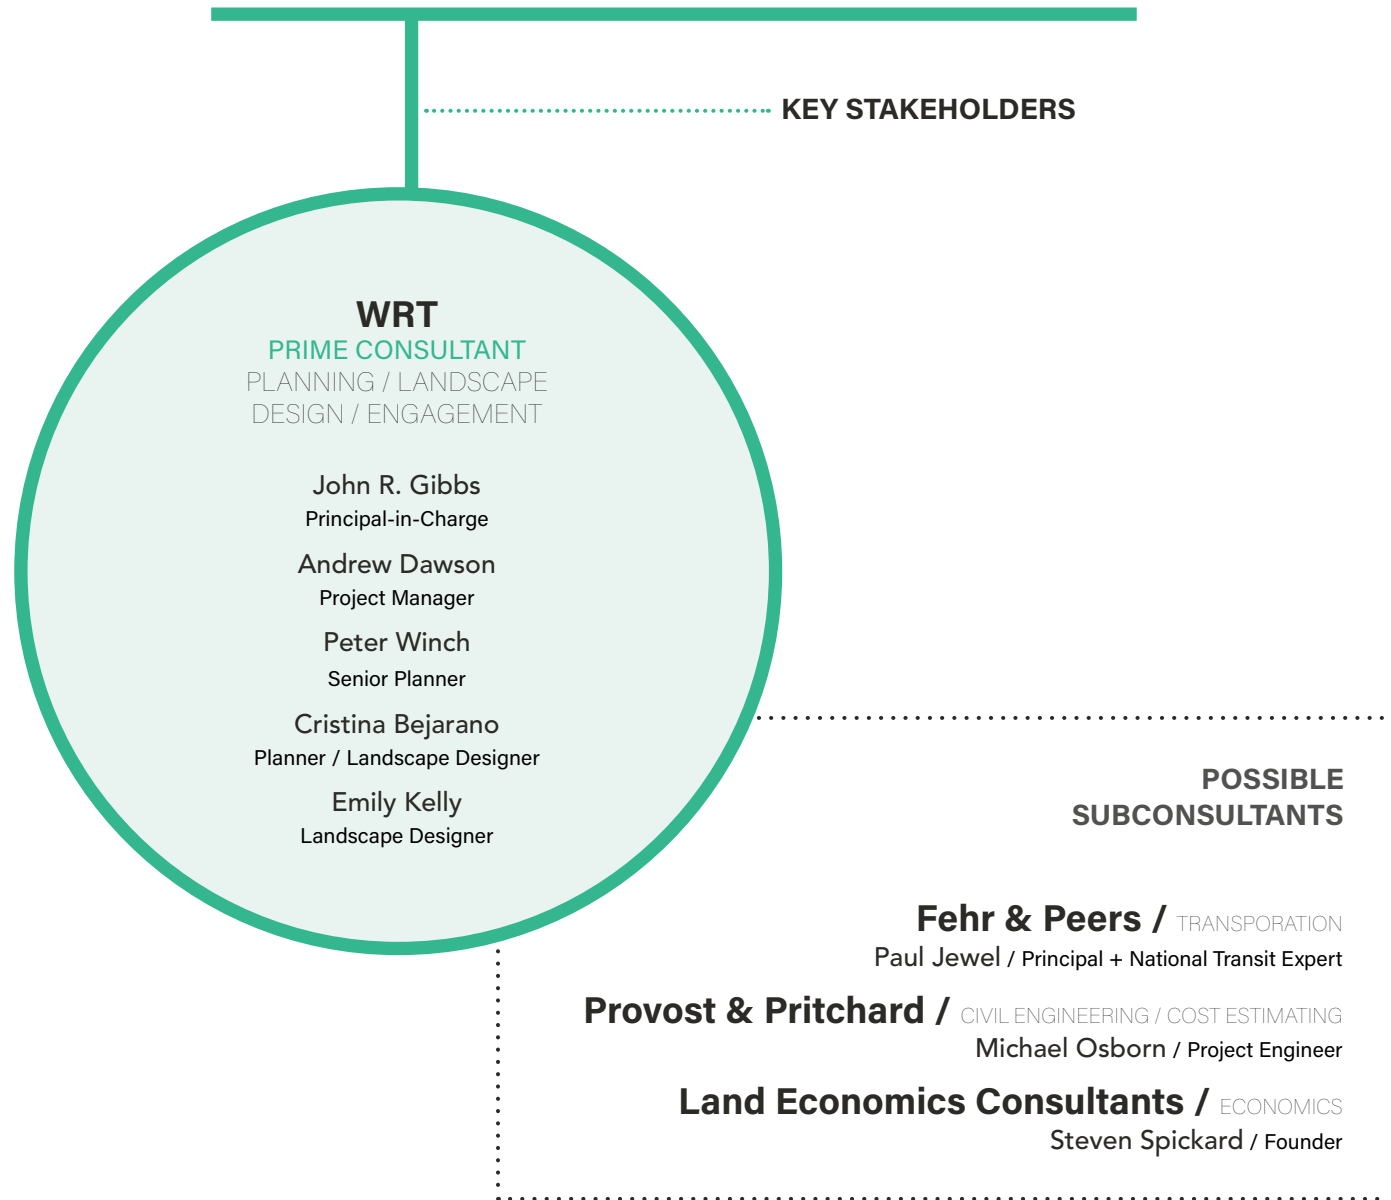 KEY STAKEHOLDERS
WRT
PRIME CONSULTANT
PLANNING / LANDSCAPE
DESIGN / ENGAGEMENT
John R. Gibbs
Principal-in-Charge
Andrew Dawson
Project Manager
Peter Winch
Senior Planner
Cristina Bejarano
Planner / Landscape Designer
Emily Kelly
Landscape Designer
POSSIBLE
SUBCONSULTANTS
Fehr & Peers / TRANSPORATION
Paul Jewel / Principal + National Transit Expert
Provost & Pritchard / CIVIL ENGINEERING / COST ESTIMATING
Michael Osborn / Project Engineer
Land Economics Consultants / ECONOMICS
Steven Spickard / Founder